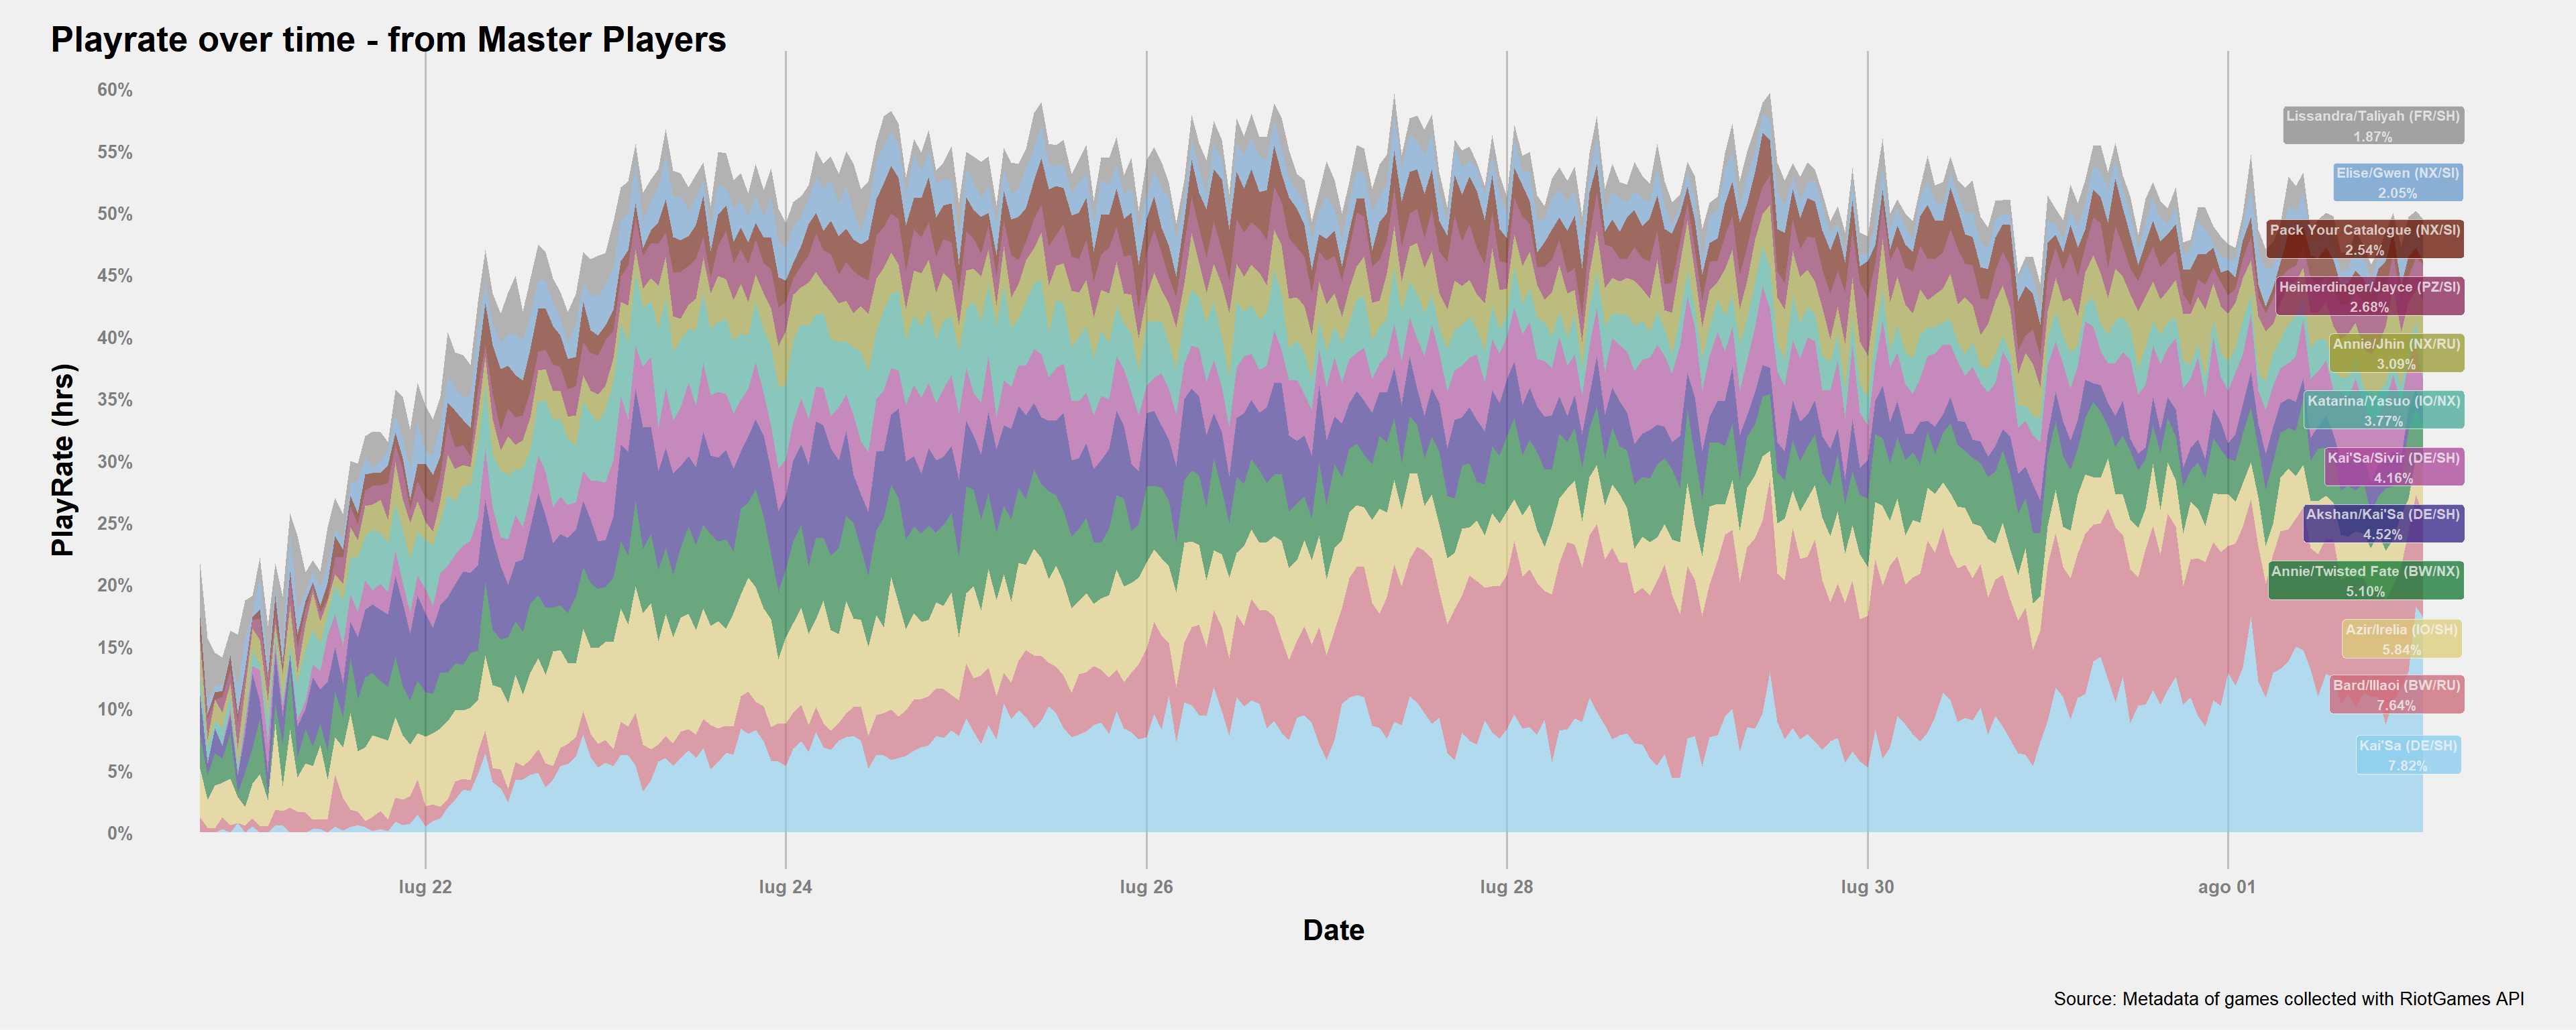 Playrate over time - from Master Players
PlayRate (hrs)
60%
55%
50%
45%
40%
35%
30%
25%
20%
15%
10%
5%
0%
Lissandra/Taliyah (FR/SH)
1.87%
Elise/Gwen (NX/SI)
2.05%
Pack Your Catalogue (NX/SI)
2.54%
Heimerdinger/Jayce (PZ/SI)
2.68%
Annie/Jhin (NX/RU)
3.09%
Katarina/Yasuo (IO/NX)
3.77%
Kai'Sa/Sivir (DE/SH)
4.16%
Akshan/Kai'Sa (DE/SH)
4.52%
Annie/Twisted Fate (BW/NX)
5.10%
Azir/Irelia (IO/SH)
5.84%
Bard/Illaoi (BW/RU)
7.64%
Kai'Sa (DE/SH)
7.82%
lug 22
lug 24
lug 26
lug 28
lug 30
ago 01
Date
Source: Metadata of games collected with RiotGames API